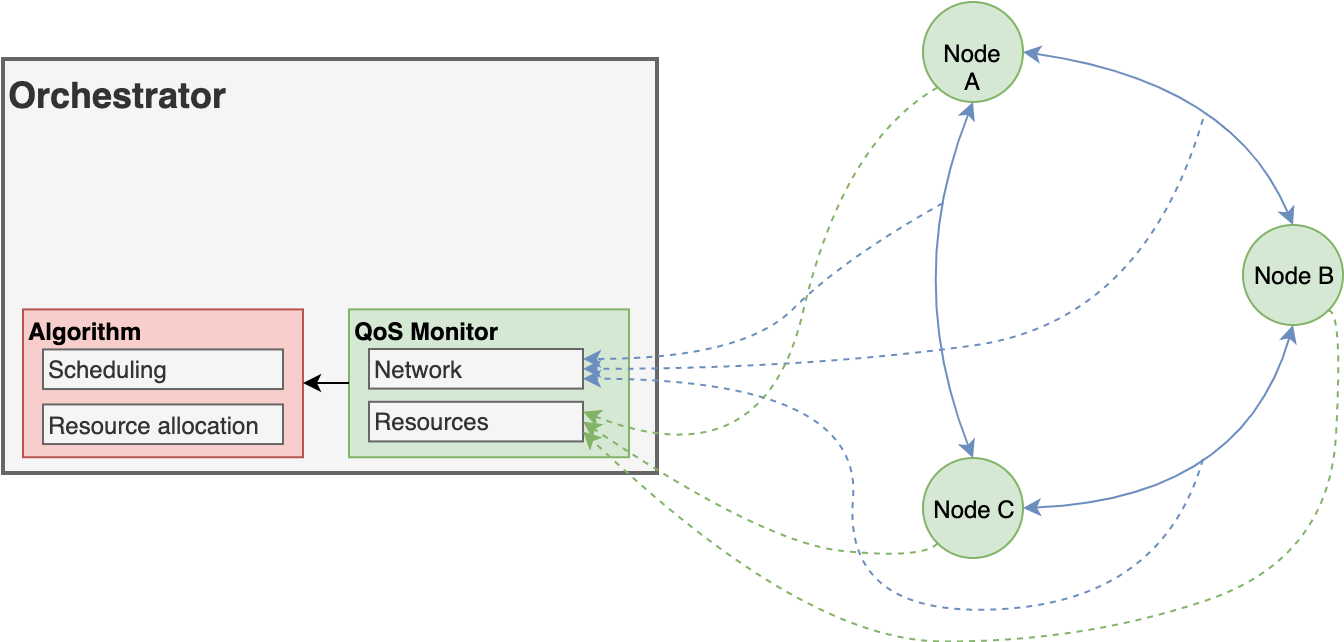 Orchestrator
Algorithm
Scheduling
Resource allocation
QoS Monitor
Network
Resources
Node
A
Node B
Node C